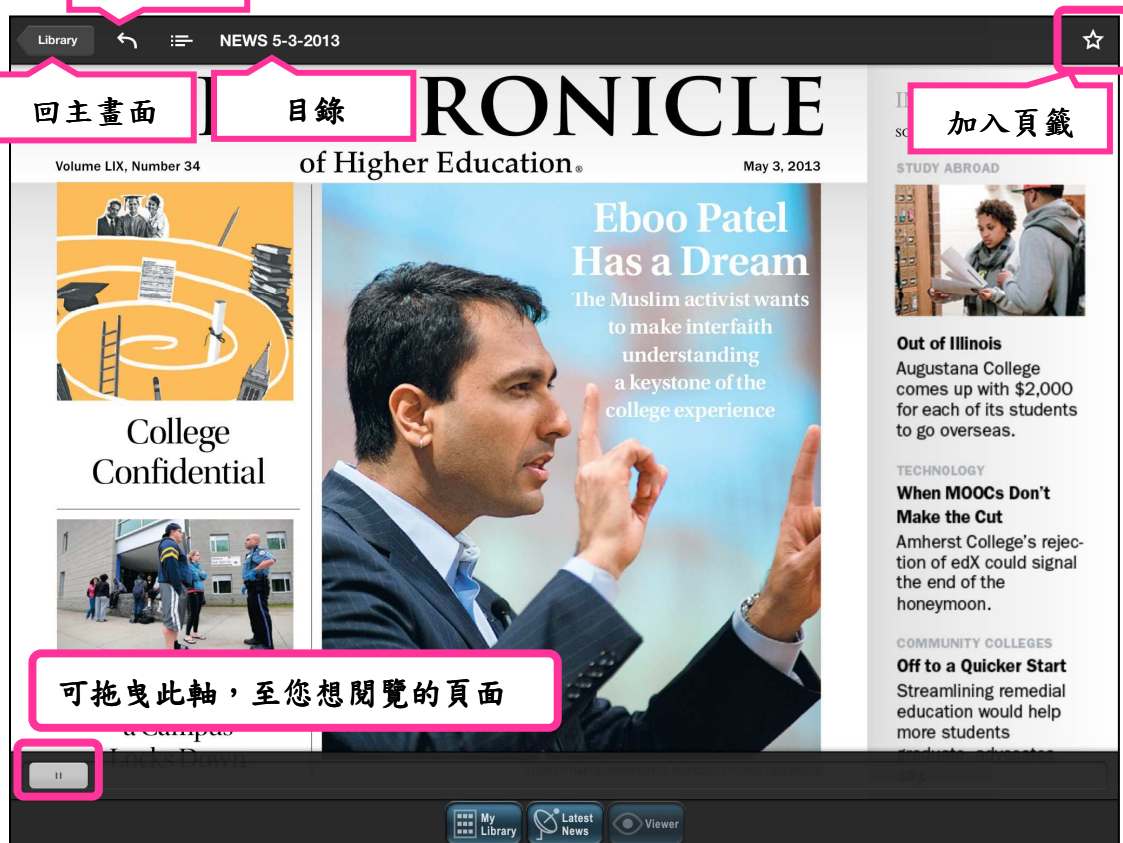 Library
NEWS 5-3-2013
回主畫面
目錄
加入頁籤
RONICLE
of Higher Education®
Volume LIX, Number 34
May 3, 2013
Eboo Patel
Has a Dream
The Muslim activist wants
to make interfaith
understanding
a keystone of the
college experience
College
Confidential
可拖曳此軸，至您想閱覽的頁面
a Campus
Locks Down
STUDY ABROAD
Out of Illinois
Augustana College
comes up with $2,000
for each of its students
to go overseas.
TECHNOLOGY
When MOOCs Don't
Make the Cut
Amherst College's rejec-
tion of edX could signal
the end of the
honeymoon.
COMMUNITY COLLEGES
Off to a Quicker Start
Streamlining remedial
education would help
more students
graduate, advocates
say.
My
Library
Latest
News
Viewer